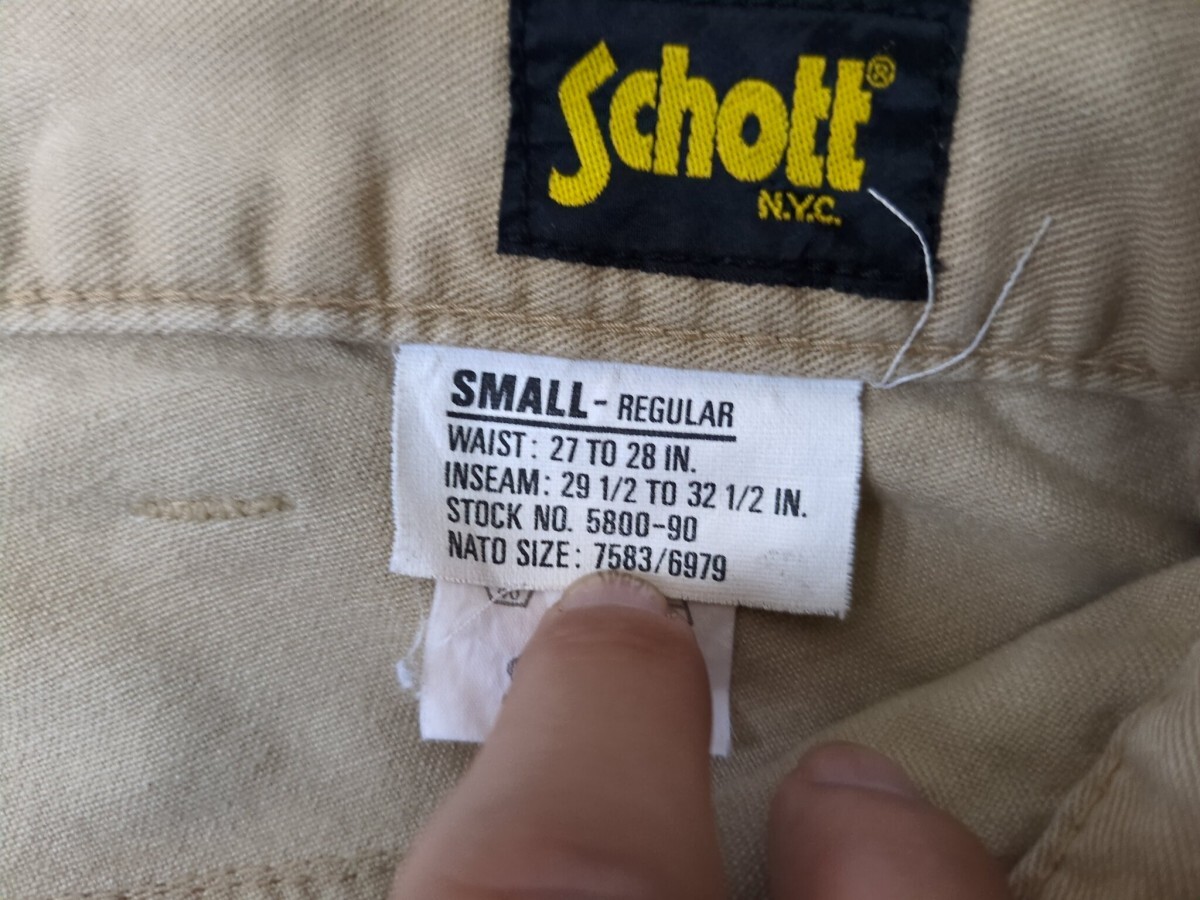 Schott®
N.Y.C.
SMALL - REGULAR
WAIST: 27 TO 28 IN.
INSEAM: 29 1/2 TO 32 1/2 IN.
STOCK NO. 5800-90
NATO SIZE: 7583/6979